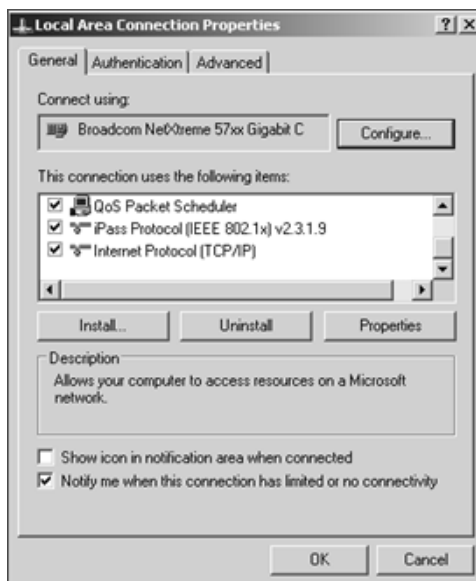 Local Area Connection Properties
General Authentication Advanced
Connect using:
Broadcom NetXtreme 57xx Gigabit C Configure...
This connection uses the following items:
QoS Packet Scheduler
iPass Protocol (IEEE 802.1x) v2.3.1.9
Internet Protocol (TCP/IP)
Install... Uninstall Properties
Description
Allows your computer to access resources on a Microsoft
network.
Show icon in notification area when connected
Notify me when this connection has limited or no connectivity
OK Cancel